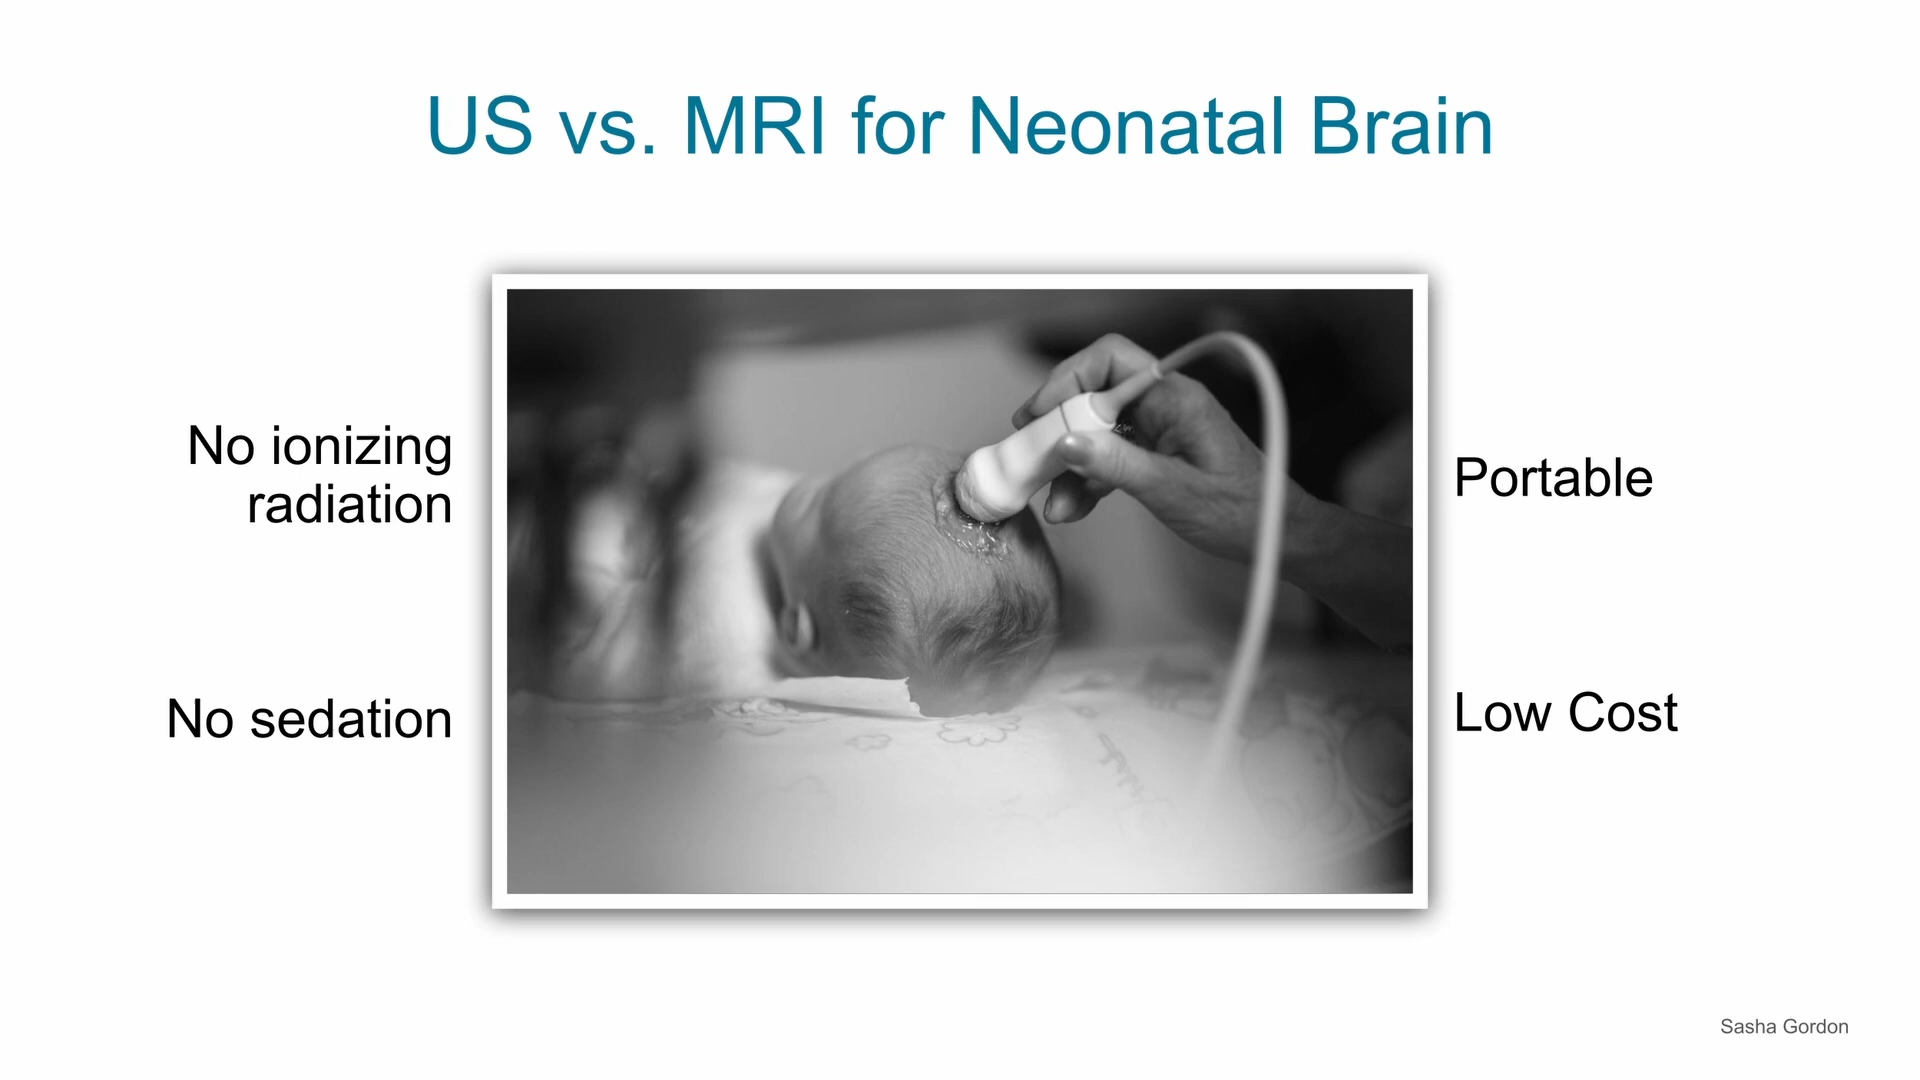 US vs. MRI for Neonatal Brain
No ionizing
radiation
No sedation
Portable
Low Cost
Sasha Gordon